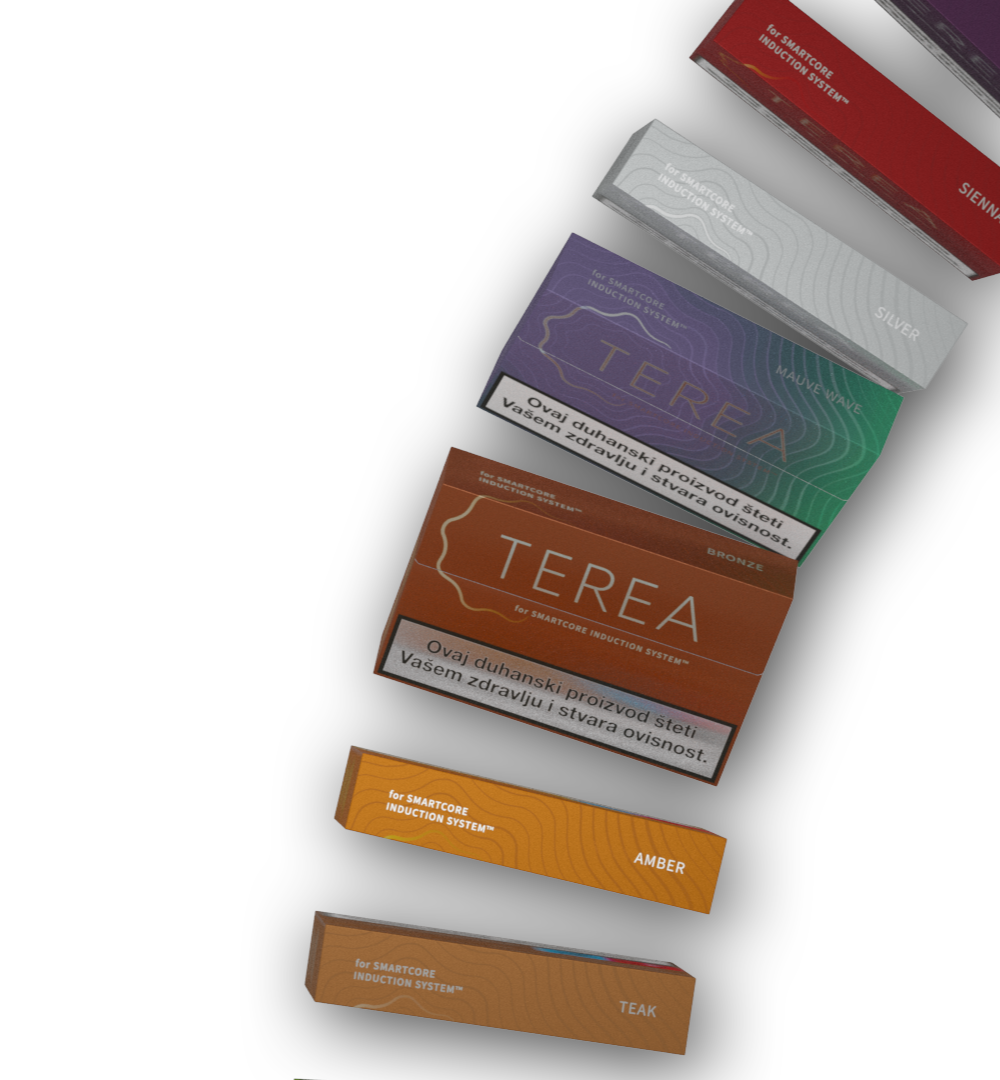 for SMARTCORE
INDUCTION SYSTEM™
TEREA
for SMARTCORE
INDUCTION SYSTEM™
SILVER
for SMARTCORE
INDUCTION SYSTEM™
MAUVE WAVE
TEREA
Ovaj duhanski proizvod šteti
Vašem zdravlju i stvara ovisnost.
for SMARTCORE
INDUCTION SYSTEM™
BRONZE
TEREA
for SMARTCORE INDUCTION SYSTEM™
Ovaj duhanski proizvod šteti
Vašem zdravlju i stvara ovisnost.
for SMARTCORE
INDUCTION SYSTEM™
AMBER
for SMARTCORE
INDUCTION SYSTEM™
TEAK